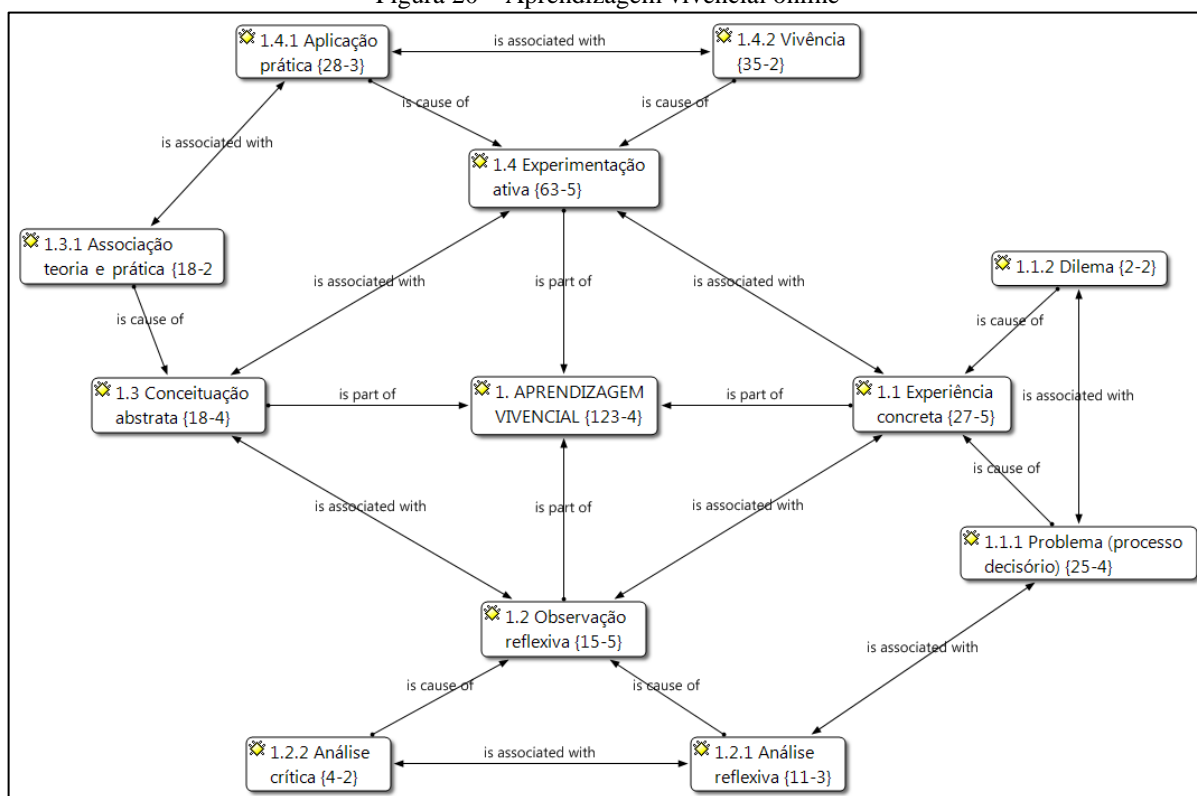 Figura 26 – Aprendizagem vivencial online
1.4.1 Aplicação
prática {28-3}
is associated with
1.4.2 Vivência
{35-2}
is cause of
is cause of
is associated with
1.4 Experimentação
ativa {63-5}
1.3.1 Associação
teoria e prática {18-2
is associated with
is part of
is associated with
1.1.2 Dilema {2-2}
is cause of
is cause of
1.3 Conceituação
abstrata {18-4}
is part of
1. APRENDIZAGEM
VIVENCIAL {123-4}
is part of
1.1 Experiência
concreta {27-5}
is associated with
is cause of
is associated with
is part of
is associated with
1.1.1 Problema (processo
decisório) {25-4}
1.2 Observação
reflexiva {15-5}
is associated with
is cause of
is cause of
1.2.2 Análise
crítica {4-2}
is associated with
1.2.1 Análise
reflexiva {11-3}